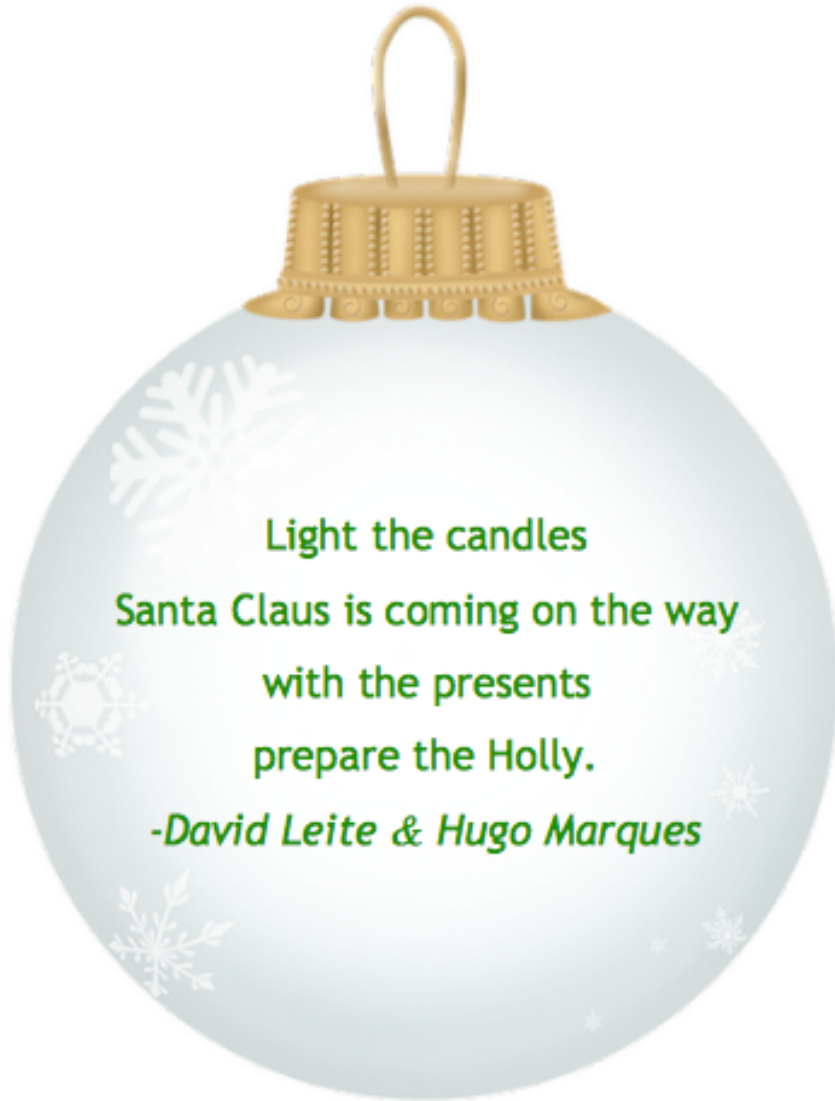 Light the candles
Santa Claus is coming on the way
with the presents
prepare the Holly.
-David Leite & Hugo Marques